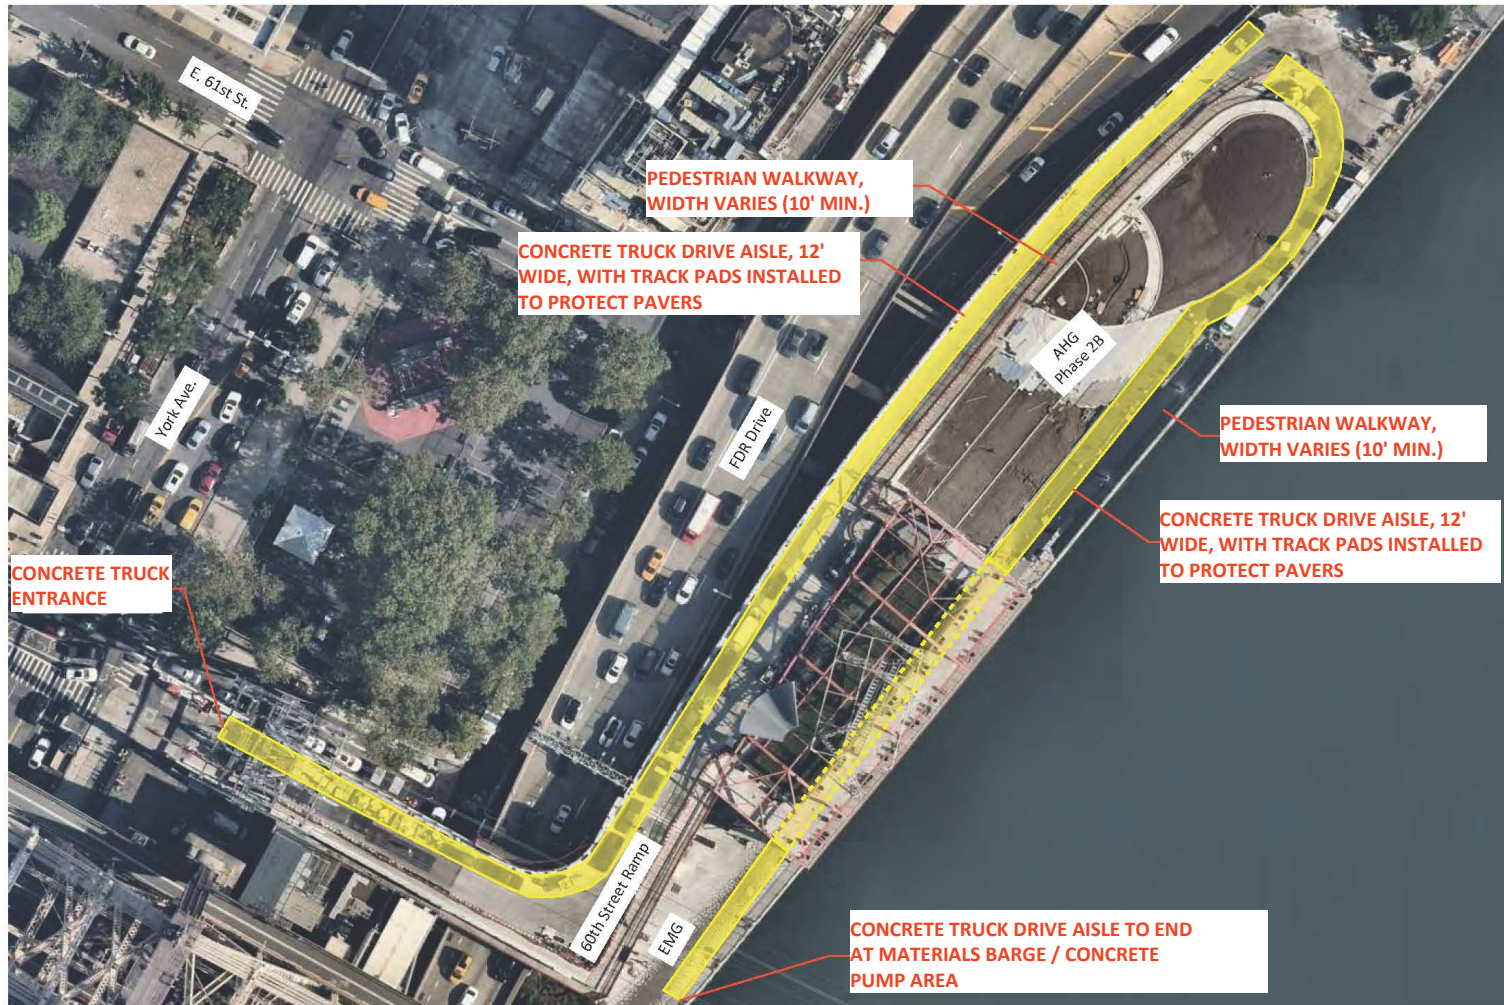 E. 61st St.
PEDESTRIAN WALKWAY,
WIDTH VARIES (10' MIN.)
CONCRETE TRUCK DRIVE AISLE, 12'
WIDE, WITH TRACK PADS INSTALLED
TO PROTECT PAVERS
AHG
Phase 2B
York Ave.
FDR Drive
PEDESTRIAN WALKWAY,
WIDTH VARIES (10' MIN.)
CONCRETE TRUCK DRIVE AISLE, 12'
WIDE, WITH TRACK PADS INSTALLED
TO PROTECT PAVERS
CONCRETE TRUCK
ENTRANCE
60th Street Ramp
EMG
CONCRETE TRUCK DRIVE AISLE TO END
AT MATERIALS BARGE / CONCRETE
PUMP AREA